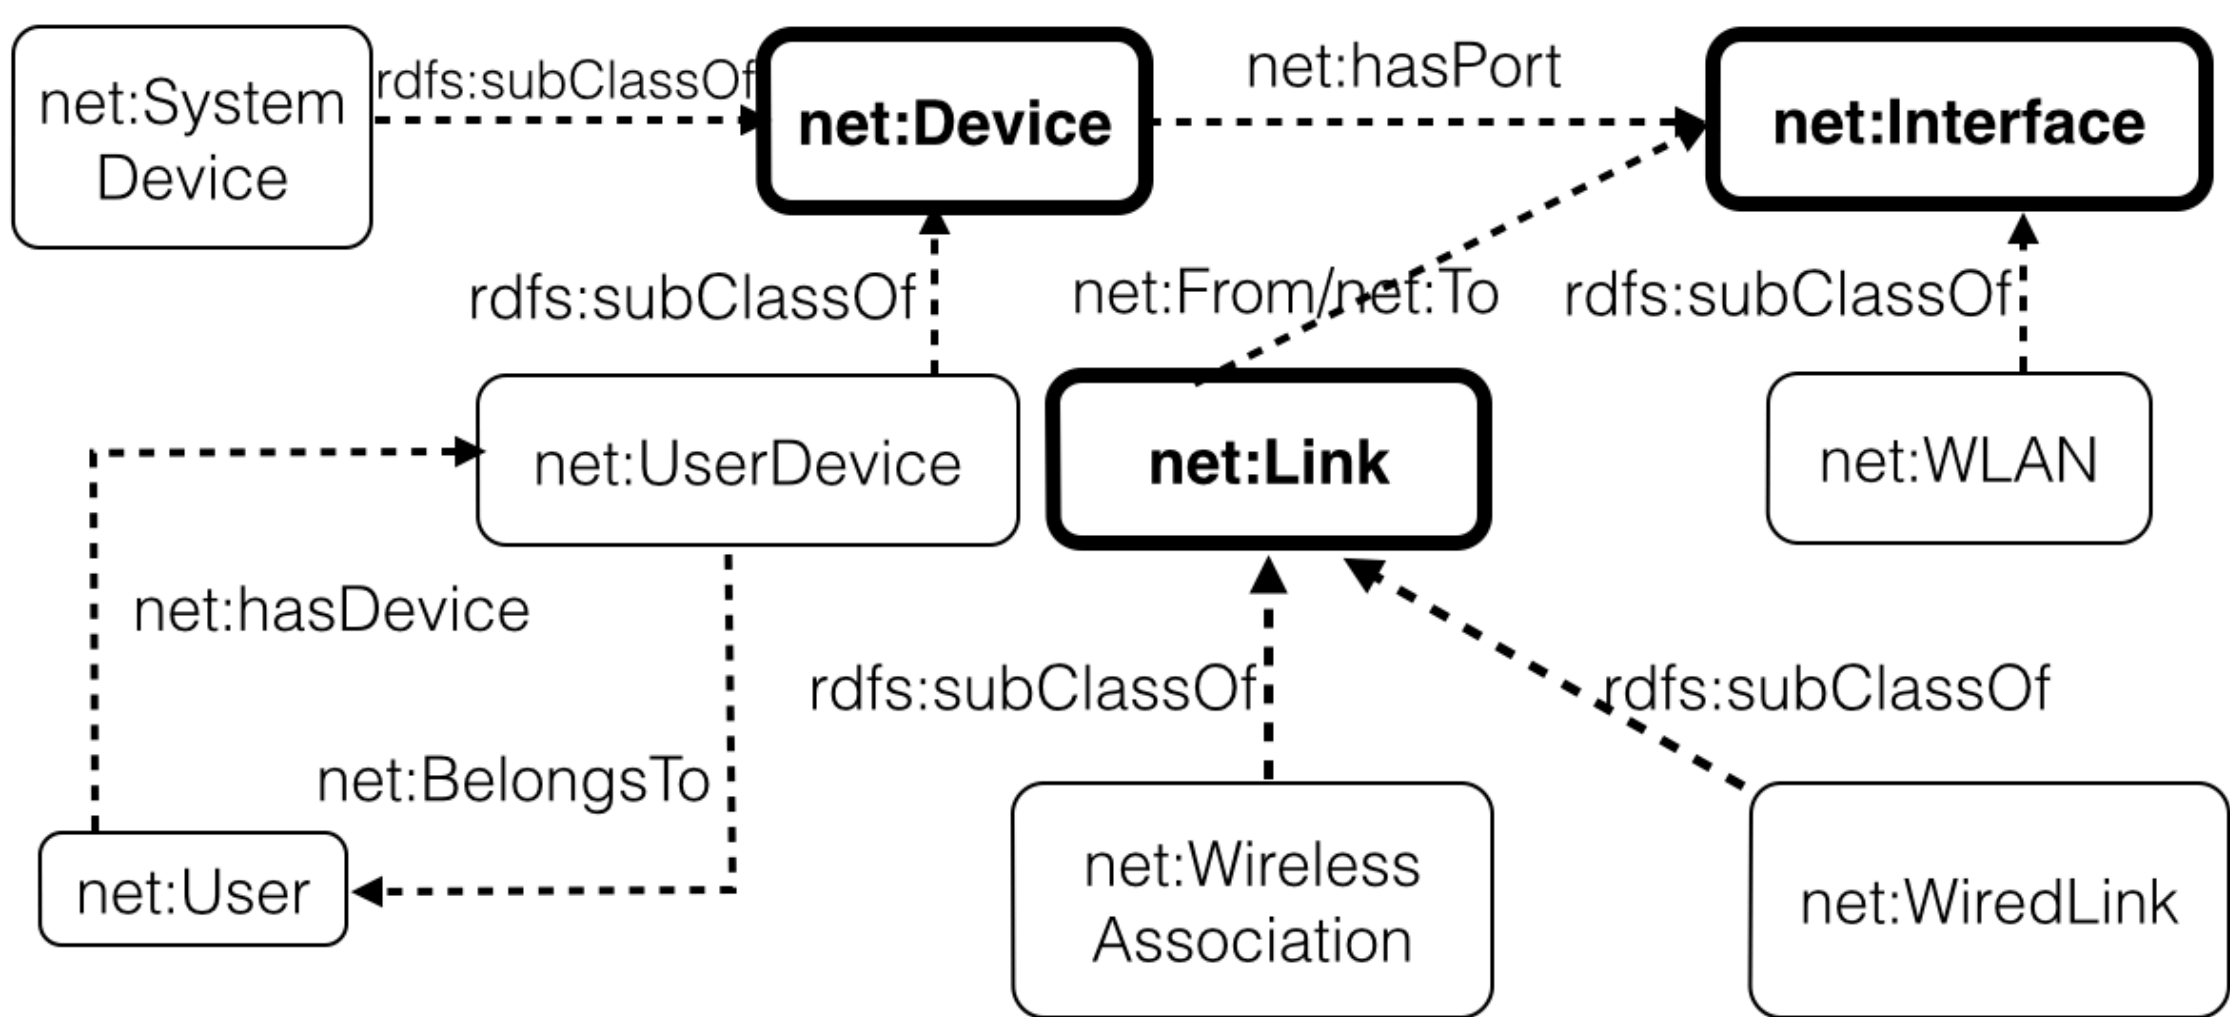 net:System
Device
rdfs:subClassOf
net:Device
net:hasPort
net:Interface
rdfs:subClassOf
net:From/net:To
rdfs:subClassOf
net:UserDevice
net:Link
net:WLAN
net:hasDevice
rdfs:subClassOf
rdfs:subClassOf
net:BelongsTo
net:User
net:Wireless
Association
net:WiredLink